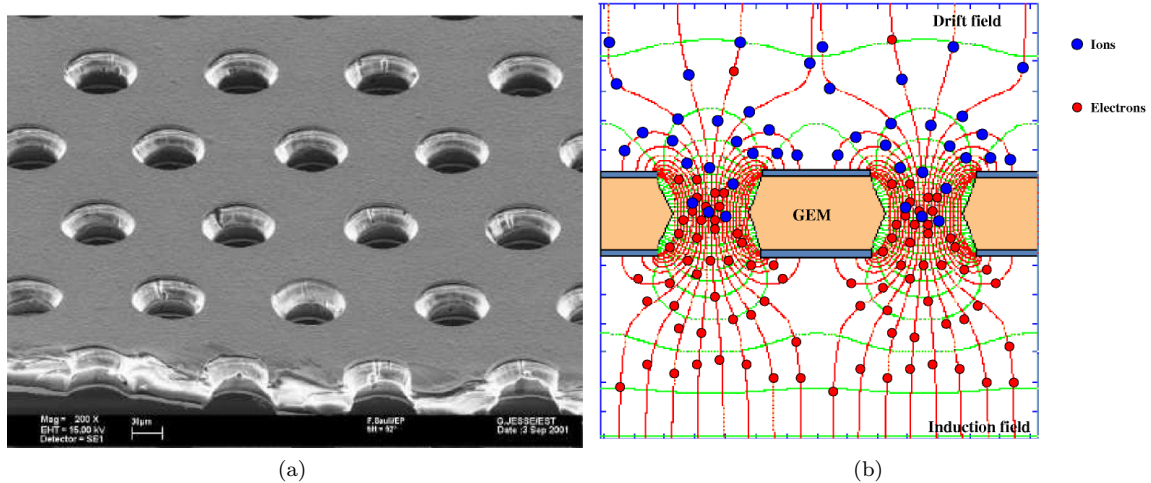 Mag = 200 X
EHT = 15.00 kV
Detector = SE1
30µm
F.Sauli/EP
tilt = 52°
G.JESSE/EST
Date :3 Sep 2001
(a)
Drift field
GEM
Induction field
Ions
Electrons
(b)